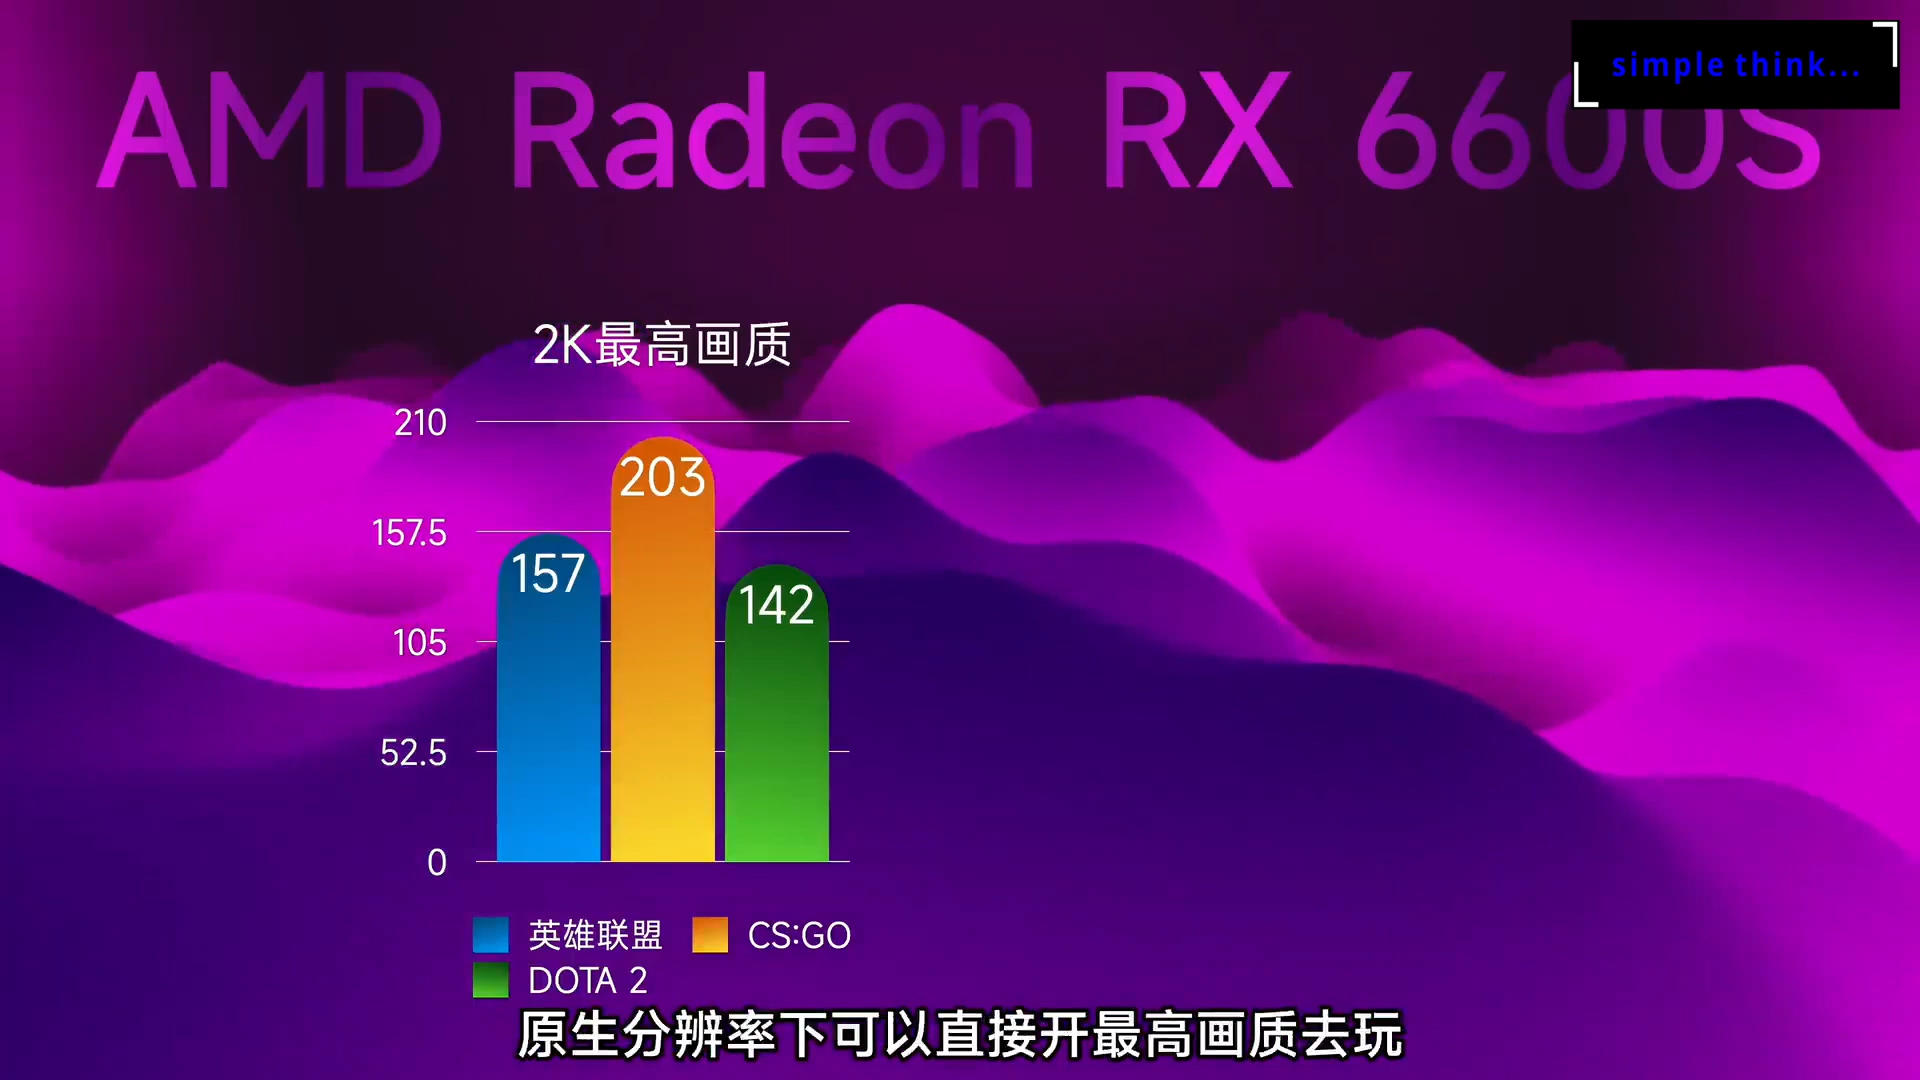 simple think...
AMD Radeon RX 6600S
2K最高画质
210
203
157.5
157
142
105
52.5
0
英雄联盟 CS:GO
DOTA 2
原生分辨率下可以直接开最高画质去玩